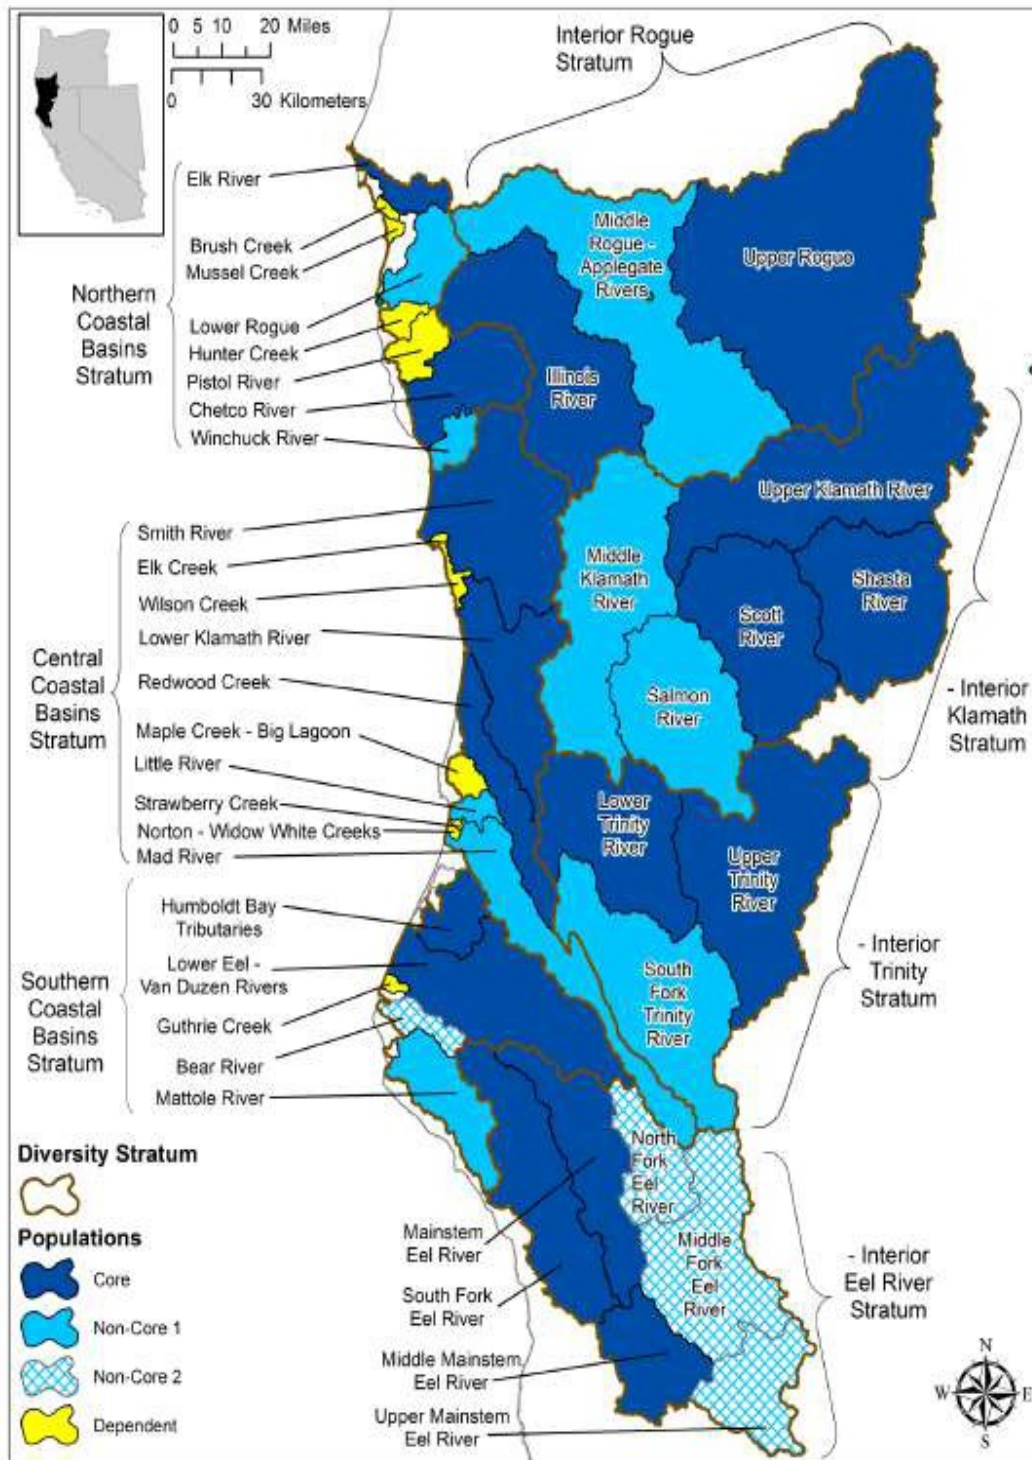 0 5 10 20 Miles
0 30 Kilometers
Interior Rogue
Stratum
Northern
Coastal
Basins
Stratum
Elk River
Brush Creek
Mussel Creek
Lower Rogue
Hunter Creek
Pistol River
Chetco River
Winchuck River
Middle
Rogue -
Applegate
Rivers
Upper Rogue
Illinois
River
Upper Klamath River
Central
Coastal
Basins
Stratum
Smith River
Elk Creek
Wilson Creek
Lower Klamath River
Redwood Creek
Maple Creek - Big Lagoon
Little River
Strawberry Creek
Norton - Widow White Creeks
Mad River
Middle
Klamath
River
Scott
River
Shasta
River
Salmon
River
- Interior
Klamath
Stratum
Lower
Trinity
River
Upper
Trinity
River
South
Fork
Trinity
River
- Interior
Trinity
Stratum
Southern
Coastal
Basins
Stratum
Humboldt Bay
Tributaries
Lower Eel -
Van Duzen Rivers
Guthrie Creek
Bear River
Mattole River
North
Fork
Eel
River
Middle
Fork
Eel
River
- Interior
Eel River
Stratum
Mainstem
Eel River
South Fork
Eel River
Middle Mainstem
Eel River
Upper Mainstem
Eel River
Diversity Stratum
Populations
Core
Non-Core 1
Non-Core 2
Dependent
N
W E
S